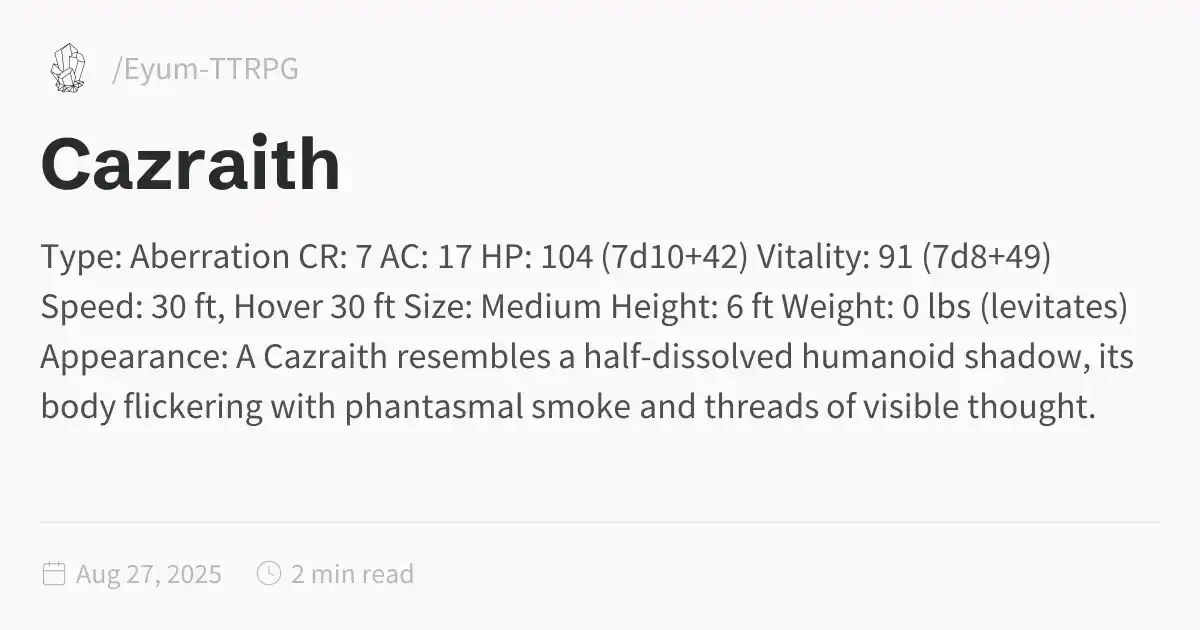 /Eyum-TTRPG
Cazraith
Type: Aberration CR: 7 AC: 17 HP: 104 (7d10+42) Vitality: 91 (7d8+49)
Speed: 30 ft, Hover 30 ft Size: Medium Height: 6 ft Weight: 0 lbs (levitates)
Appearance: A Cazraith resembles a half-dissolved humanoid shadow, its
body flickering with phantasmal smoke and threads of visible thought.
Aug 27, 2025 2 min read